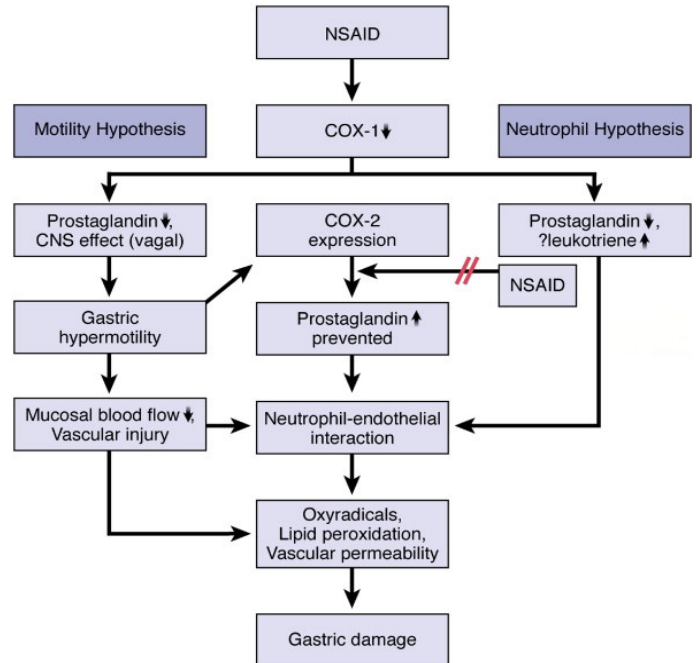 NSAID
Motility Hypothesis
COX-1↓
Neutrophil Hypothesis
Prostaglandin↓,
CNS effect (vagal)
COX-2
expression
Prostaglandin↓,
?leukotriene↑
NSAID
Gastric
hypermotility
Prostaglandin↑
prevented
Mucosal blood flow↓,
Vascular injury
Neutrophil-endothelial
interaction
Oxyradicals,
Lipid peroxidation,
Vascular permeability
Gastric damage